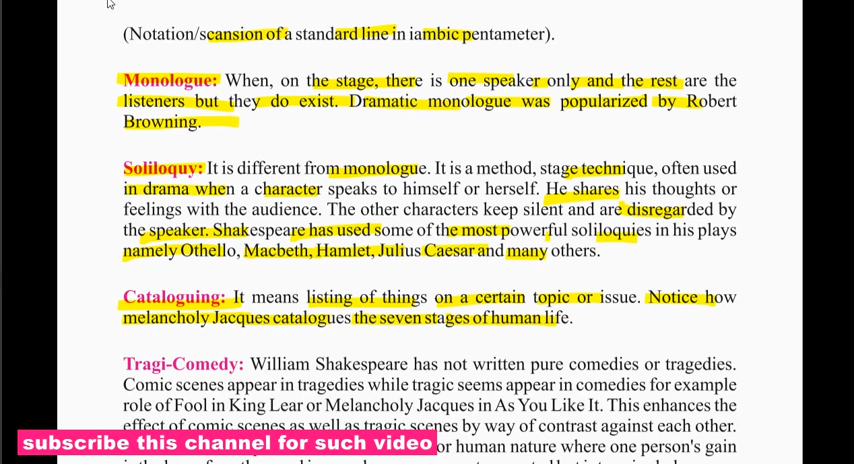 (Notation/scansion of a standard line in iambic pentameter).
Monologue: When, on the stage, there is one speaker only and the rest are the
listeners but they do exist. Dramatic monologue was popularized by Robert
Browning.
Soliloquy: It is different from monologue. It is a method, stage technique, often used
in drama when a character speaks to himself or herself. He shares his thoughts or
feelings with the audience. The other characters keep silent and are disregarded by
the speaker. Shakespeare has used some of the most powerful soliloquies in his plays
namely Othello, Macbeth, Hamlet, Julius Caesar and many others.
Cataloguing: It means listing of things on a certain topic or issue. Notice how
melancholy Jacques catalogues the seven stages of human life.
Tragi-Comedy: William Shakespeare has not written pure comedies or tragedies.
Comic scenes appear in tragedies while tragic seems appear in comedies for example
role of Fool in King Lear or Melancholy Jacques in As You Like It. This enhances the
effect of comic scenes as well as tragic scenes by way of contrast against each other.
subscribe this channel for such video
or human nature where one person's gain